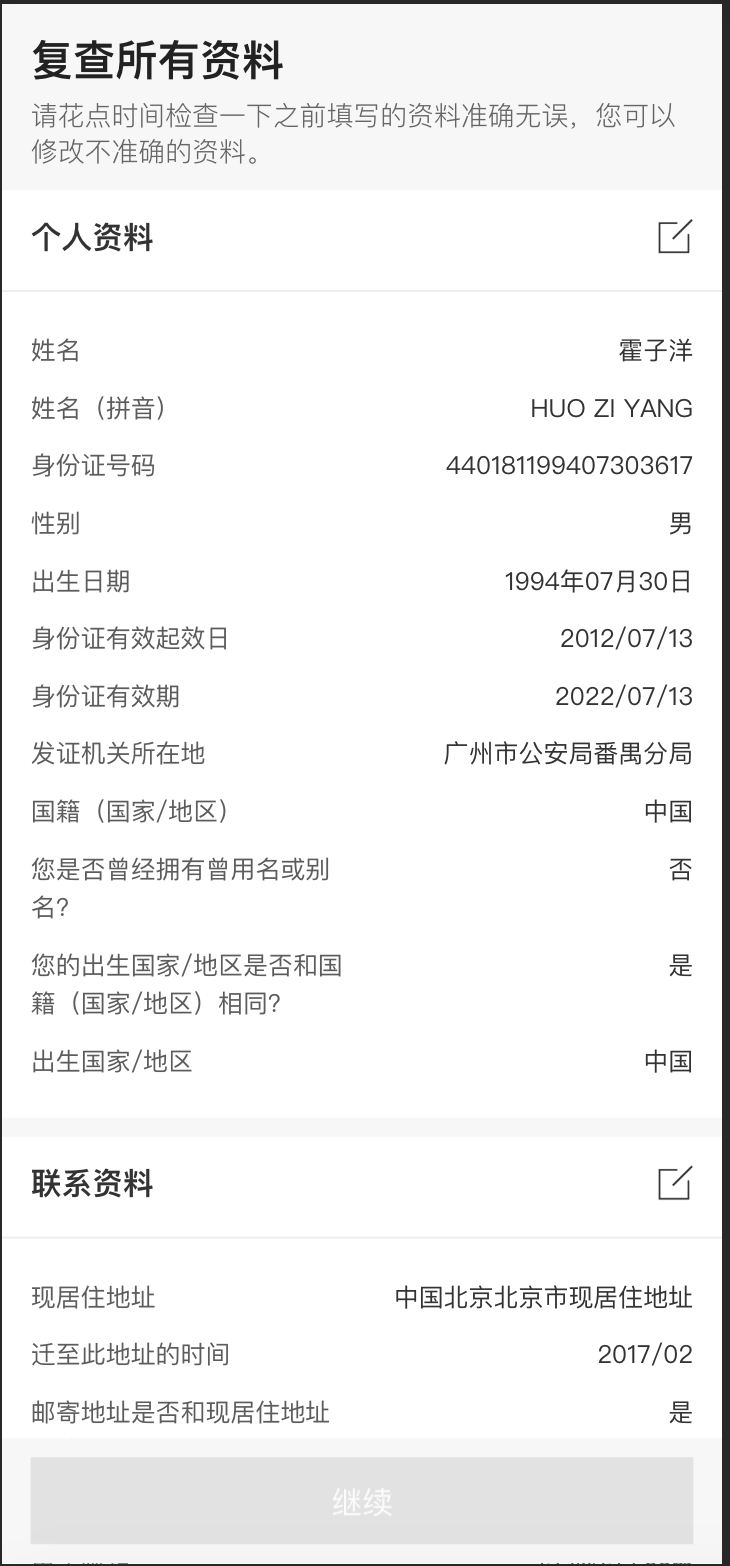 复查所有资料
请花点时间检查一下之前填写的资料准确无误，您可以
修改不准确的资料。
个人资料
姓名 霍子洋
姓名（拼音） HUO ZI YANG
身份证号码 440181199407303617
性别 男
出生日期 1994年07月30日
身份证有效起效日 2012/07/13
身份证有效期 2022/07/13
发证机关所在地 广州市公安局番禺分局
国籍（国家/地区） 中国
您是否曾经拥有曾用名或别 否
名?
您的出生国家/地区是否和国 是
籍（国家/地区）相同?
出生国家/地区 中国
联系资料
现居住地址 中国北京北京市现居住地址
迁至此地址的时间 2017/02
邮寄地址是否和现居住地址 是
继续